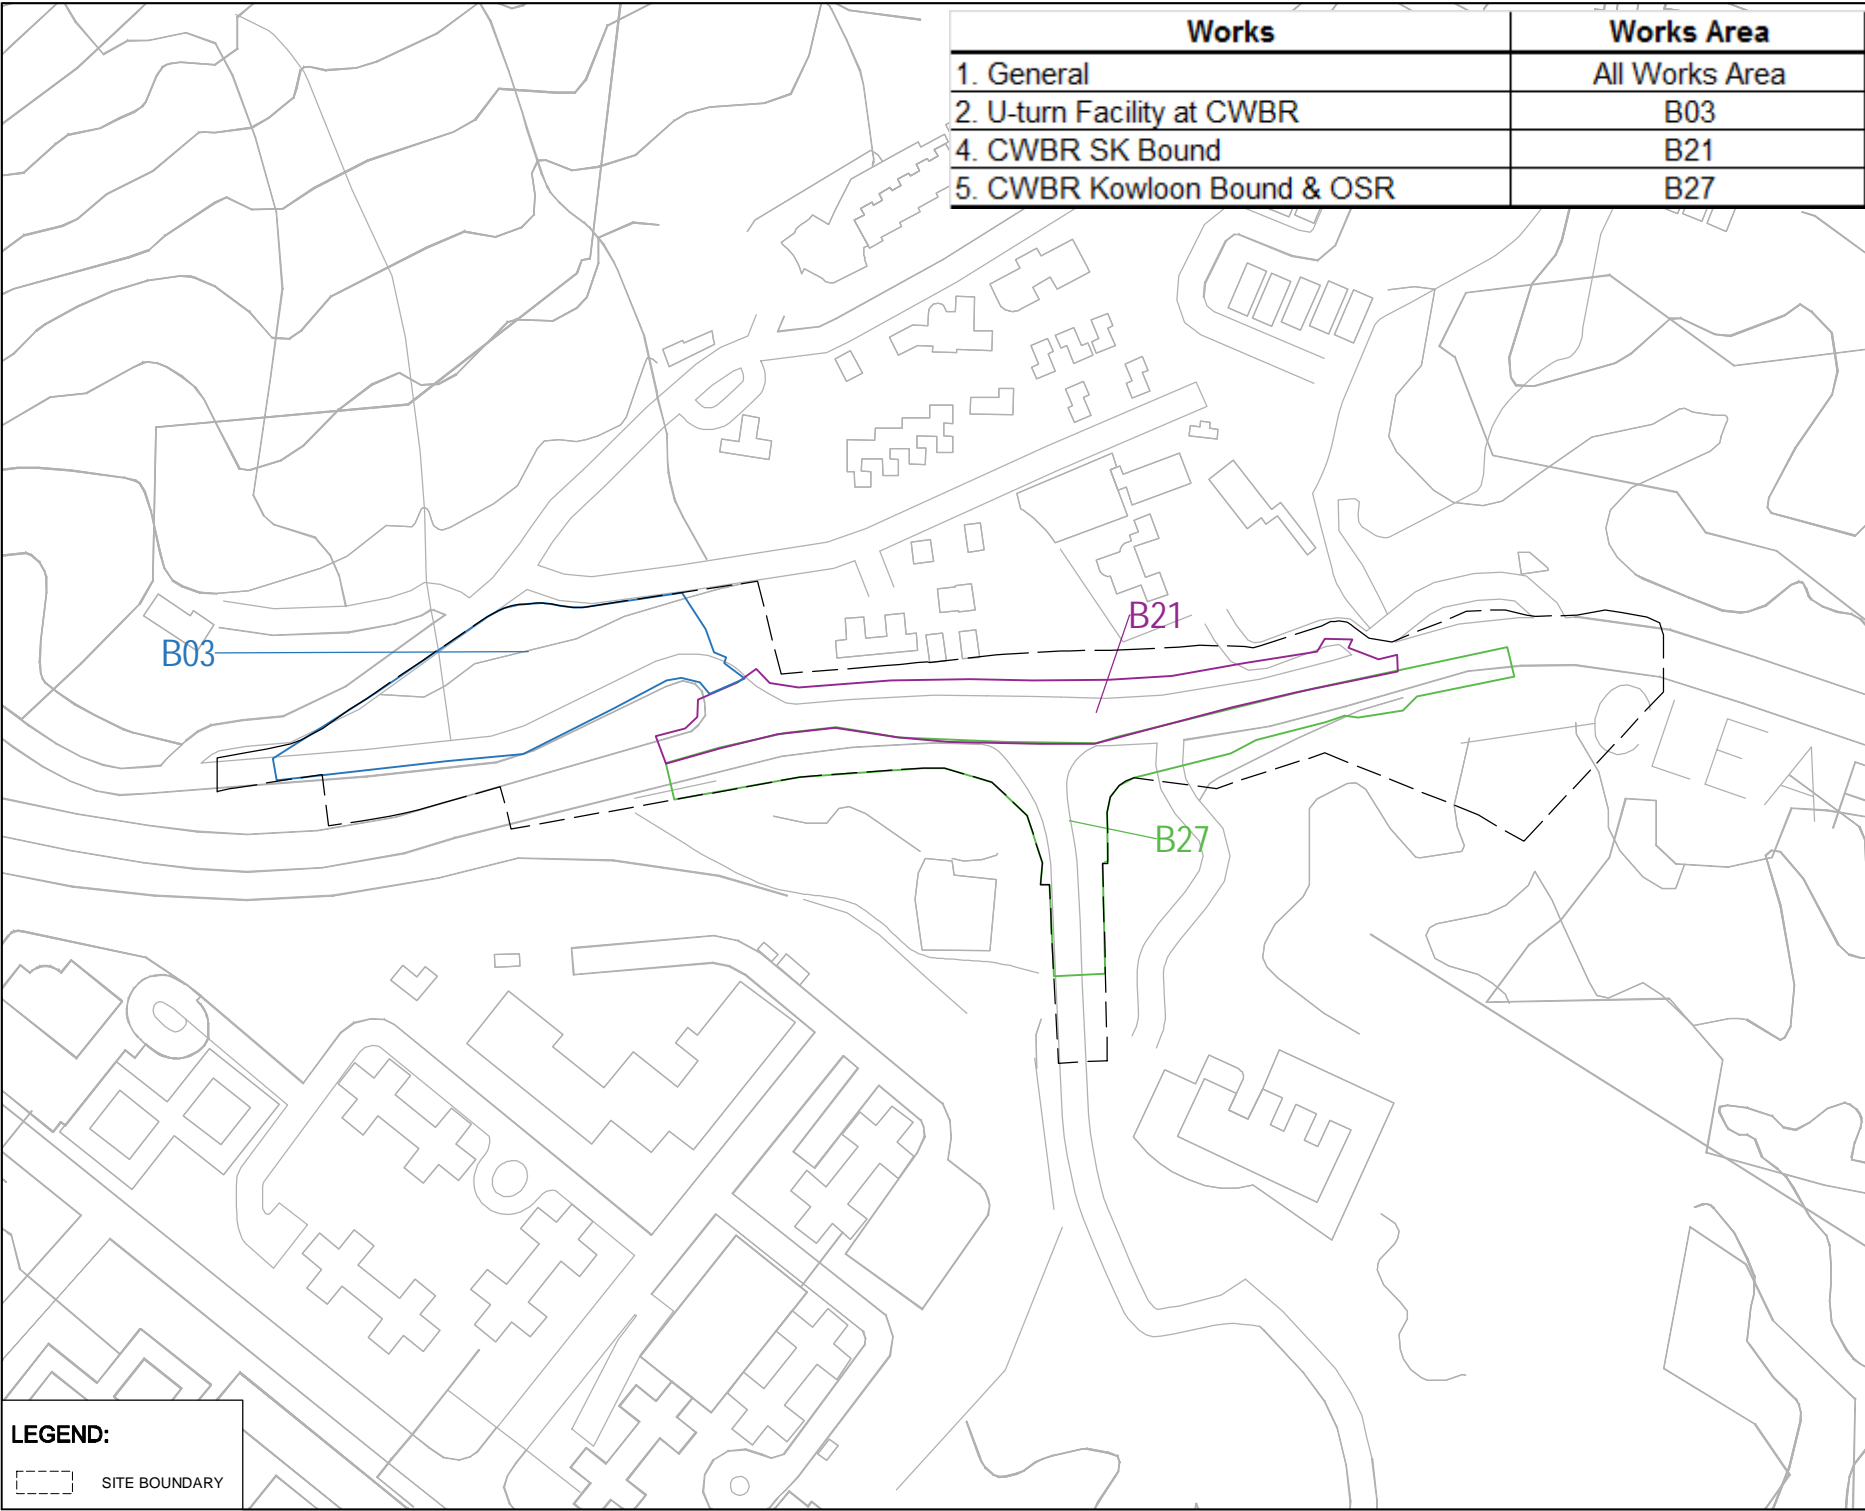 Works Works Area
1. General All Works Area
2. U-turn Facility at CWBR B03
4. CWBR SK Bound B21
5. CWBR Kowloon Bound & OSR B27
B21
B03
B27
LEGEND:
SITE BOUNDARY